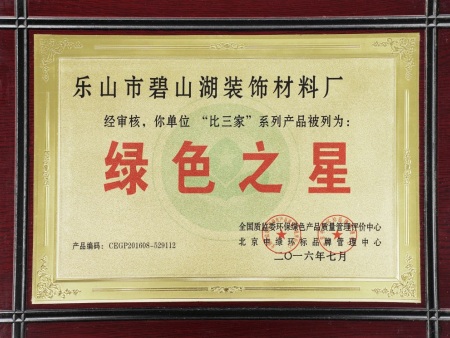 乐山市碧山湖装饰材料厂
经审核，你单位“比三家”系列产品被列为：
绿色之星
全国质监委环保绿色产品质量管理评价中心
北京中绿环标品牌管理中心
产品编码：CEGP201608-529112
二〇一六年七月